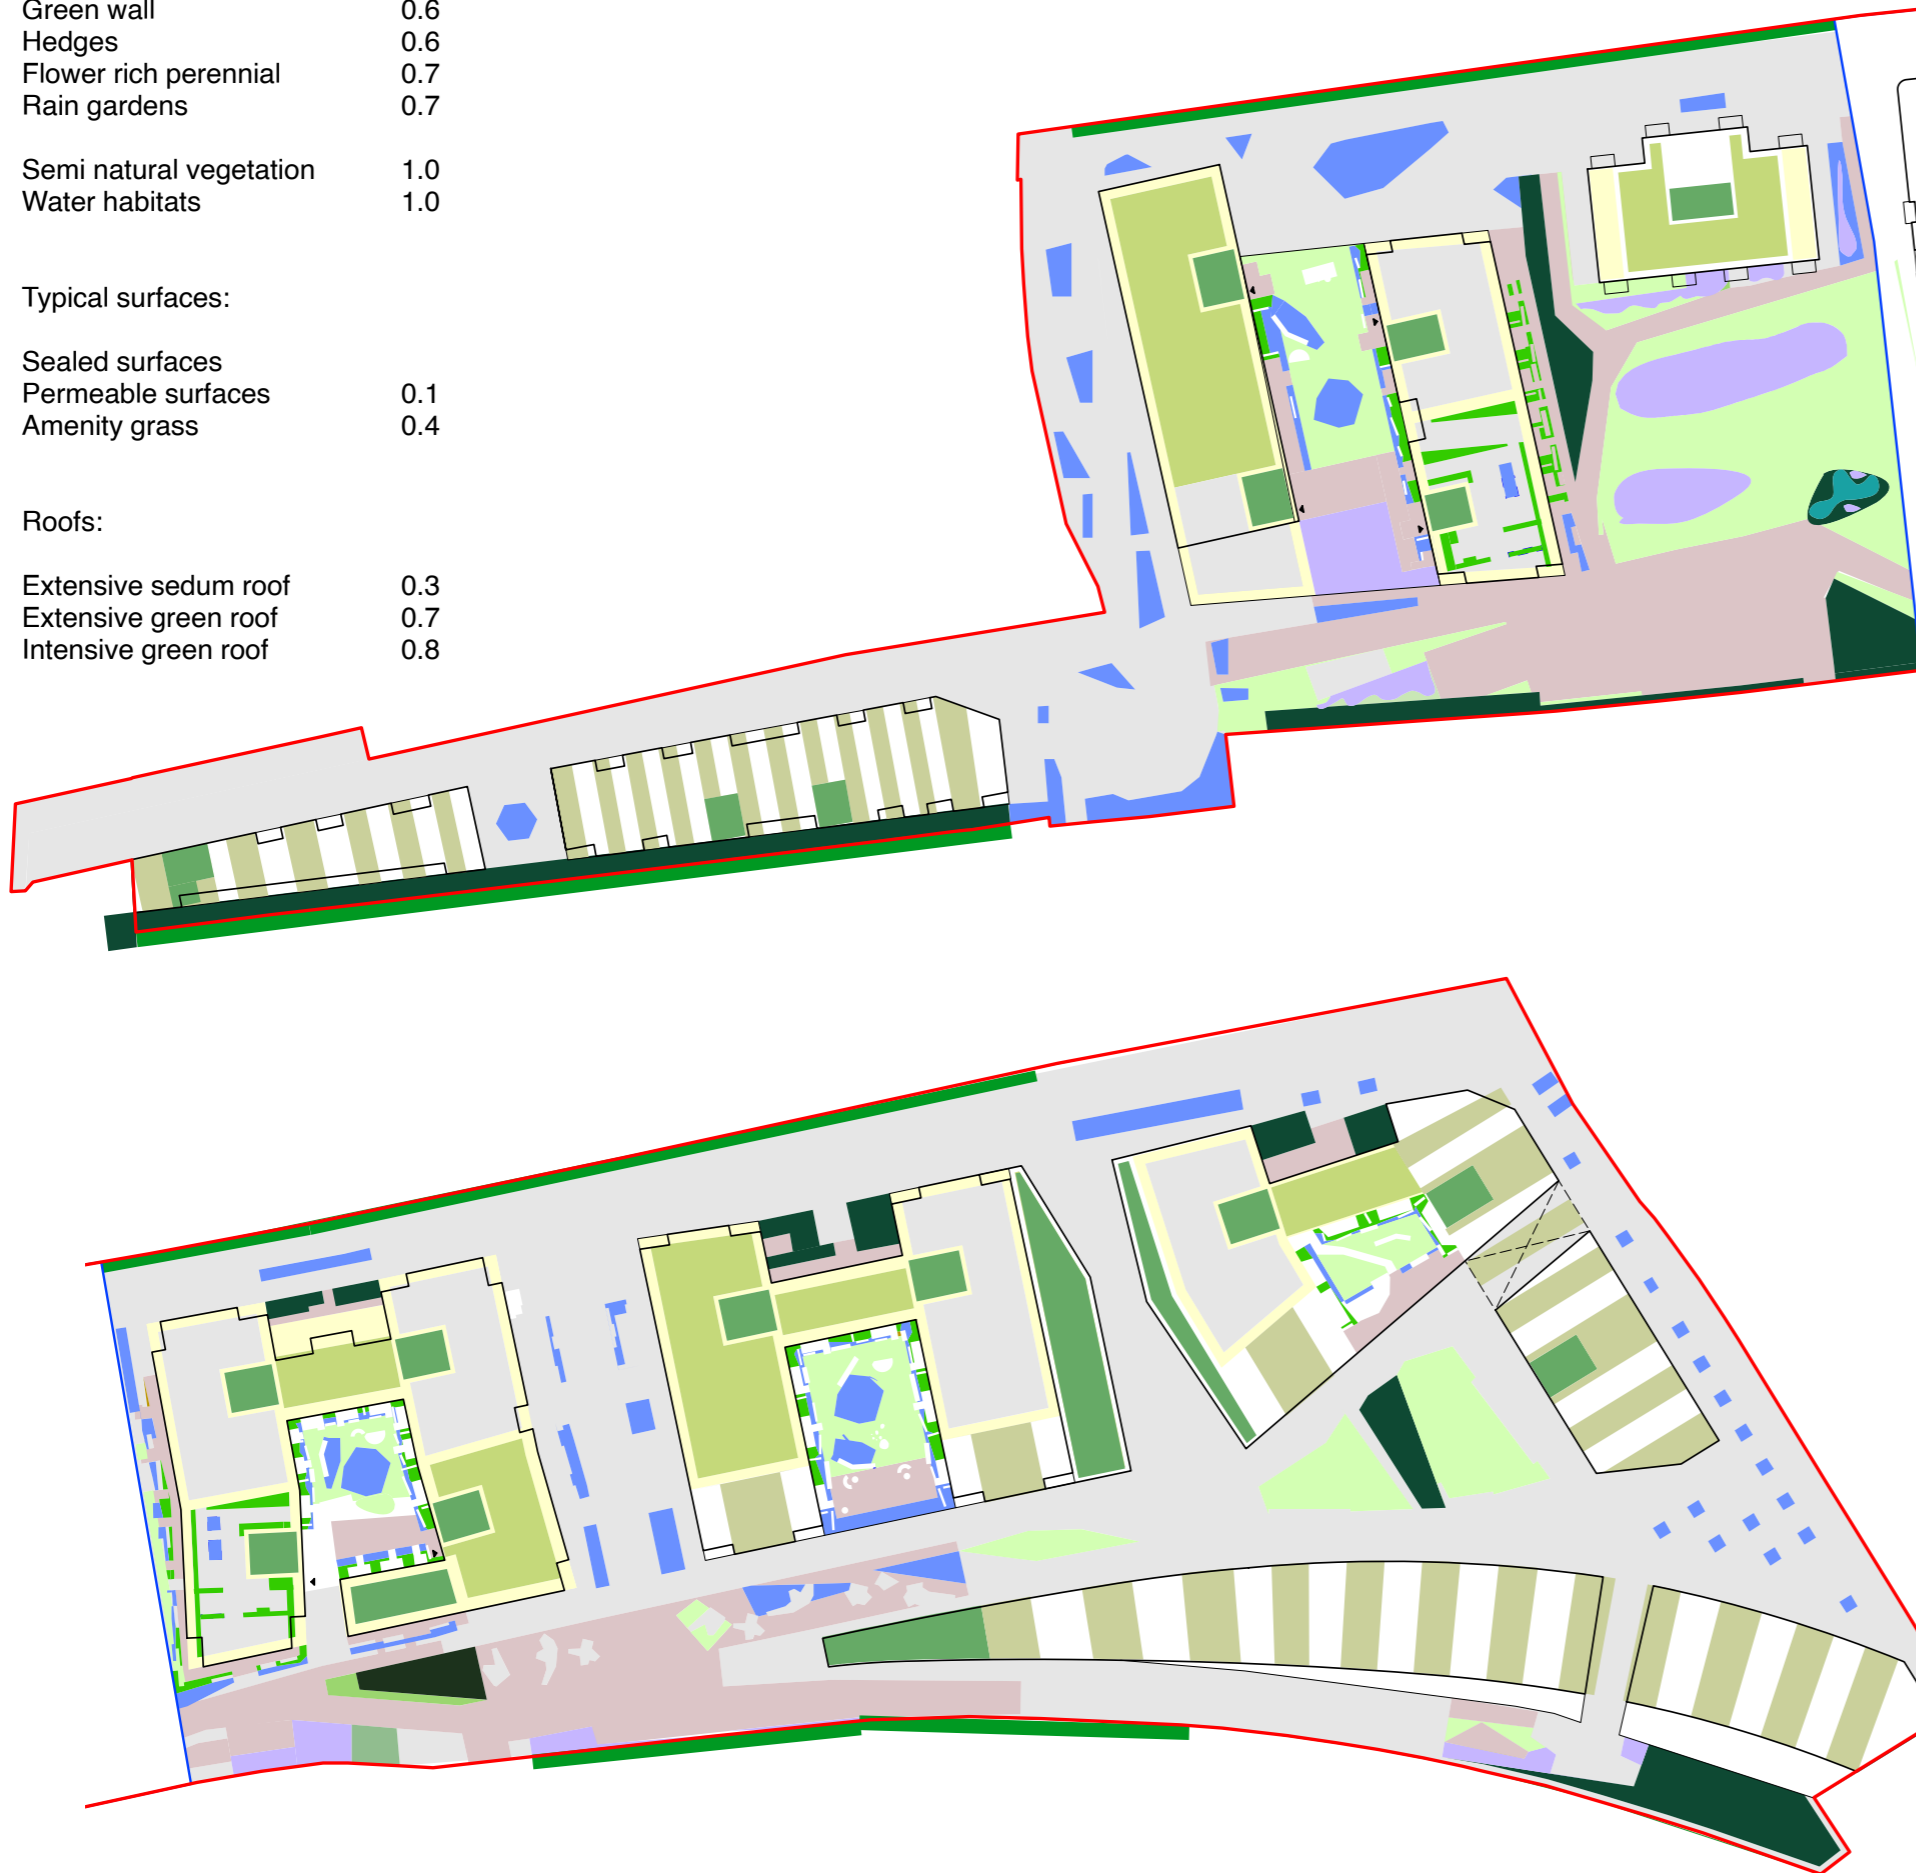 Green wall 0.6
Hedges 0.6
Flower rich perennial 0.7
Rain gardens 0.7
Semi natural vegetation 1.0
Water habitats 1.0
Typical surfaces:
Sealed surfaces
Permeable surfaces 0.1
Amenity grass 0.4
Roofs:
Extensive sedum roof 0.3
Extensive green roof 0.7
Intensive green roof 0.8